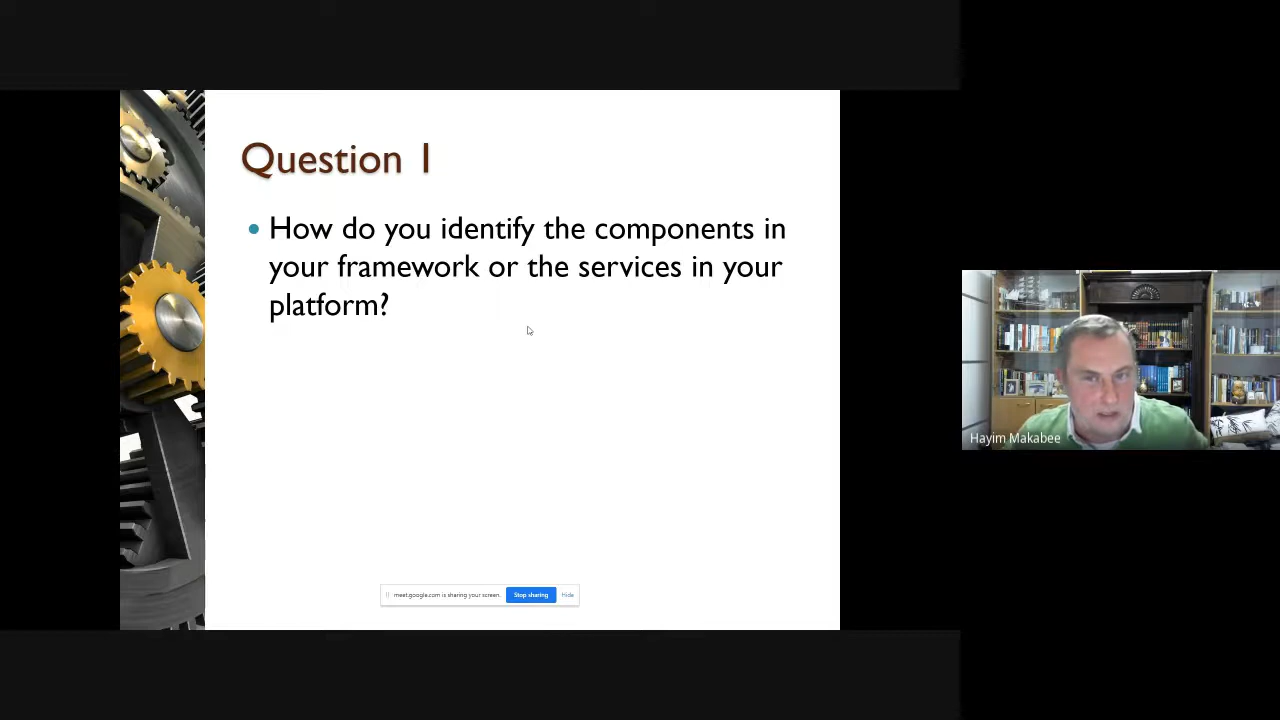 Question 1
• How do you identify the components in
your framework or the services in your
platform?
meet.google.com is sharing your screen. Stop sharing Hide
Hayim Makabee